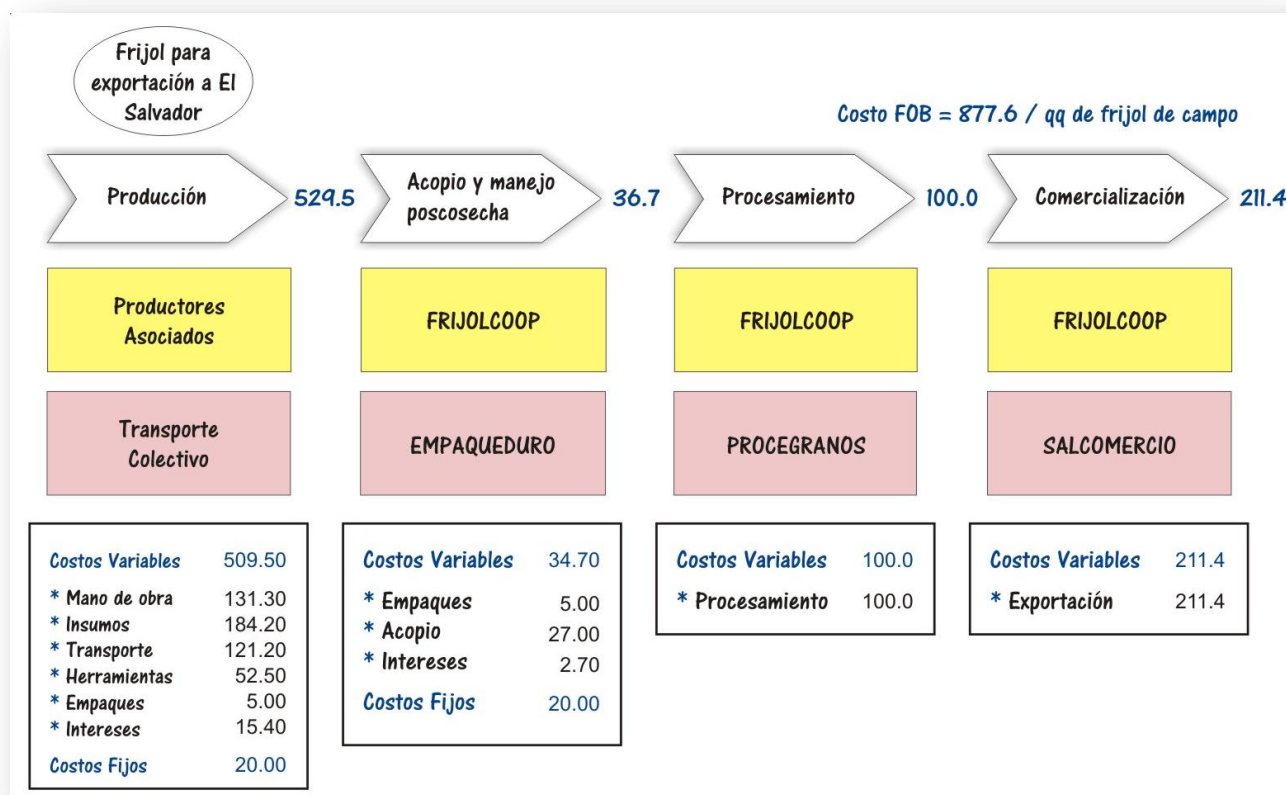 Frijol para
exportación a El
Salvador
Costo FOB = 877.6 / qq de frijol de campo
Producción 529.5
Acopio y manejo
poscosecha 36.7
Procesamiento 100.0
Comercialización 211.4
Productores
Asociados
FRIJOLCOOP
FRIJOLCOOP
FRIJOLCOOP
Transporte
Colectivo
EMPAQUEDURO
PROCEGRANOS
SALCOMERCIO
Costos Variables 509.50
* Mano de obra 131.30
* Insumos 184.20
* Transporte 121.20
* Herramientas 52.50
* Empaques 5.00
* Intereses 15.40
Costos Fijos 20.00
Costos Variables 34.70
* Empaques 5.00
* Acopio 27.00
* Intereses 2.70
Costos Fijos 20.00
Costos Variables 100.0
* Procesamiento 100.0
Costos Variables 211.4
* Exportación 211.4